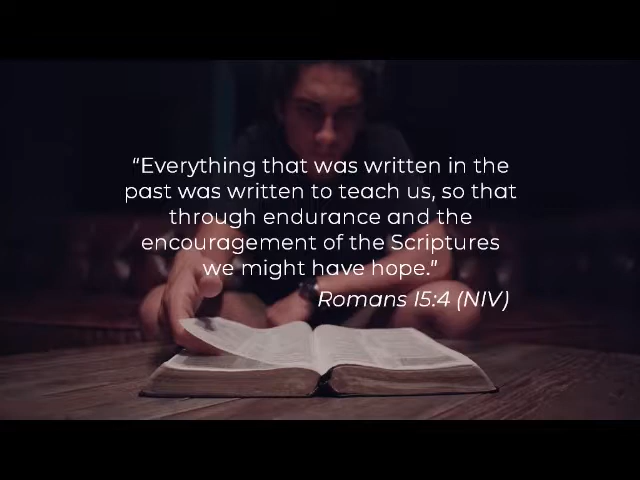 “Everything that was written in the
past was written to teach us, so that
through endurance and the
encouragement of the Scriptures
we might have hope.”
Romans 15:4 (NIV)